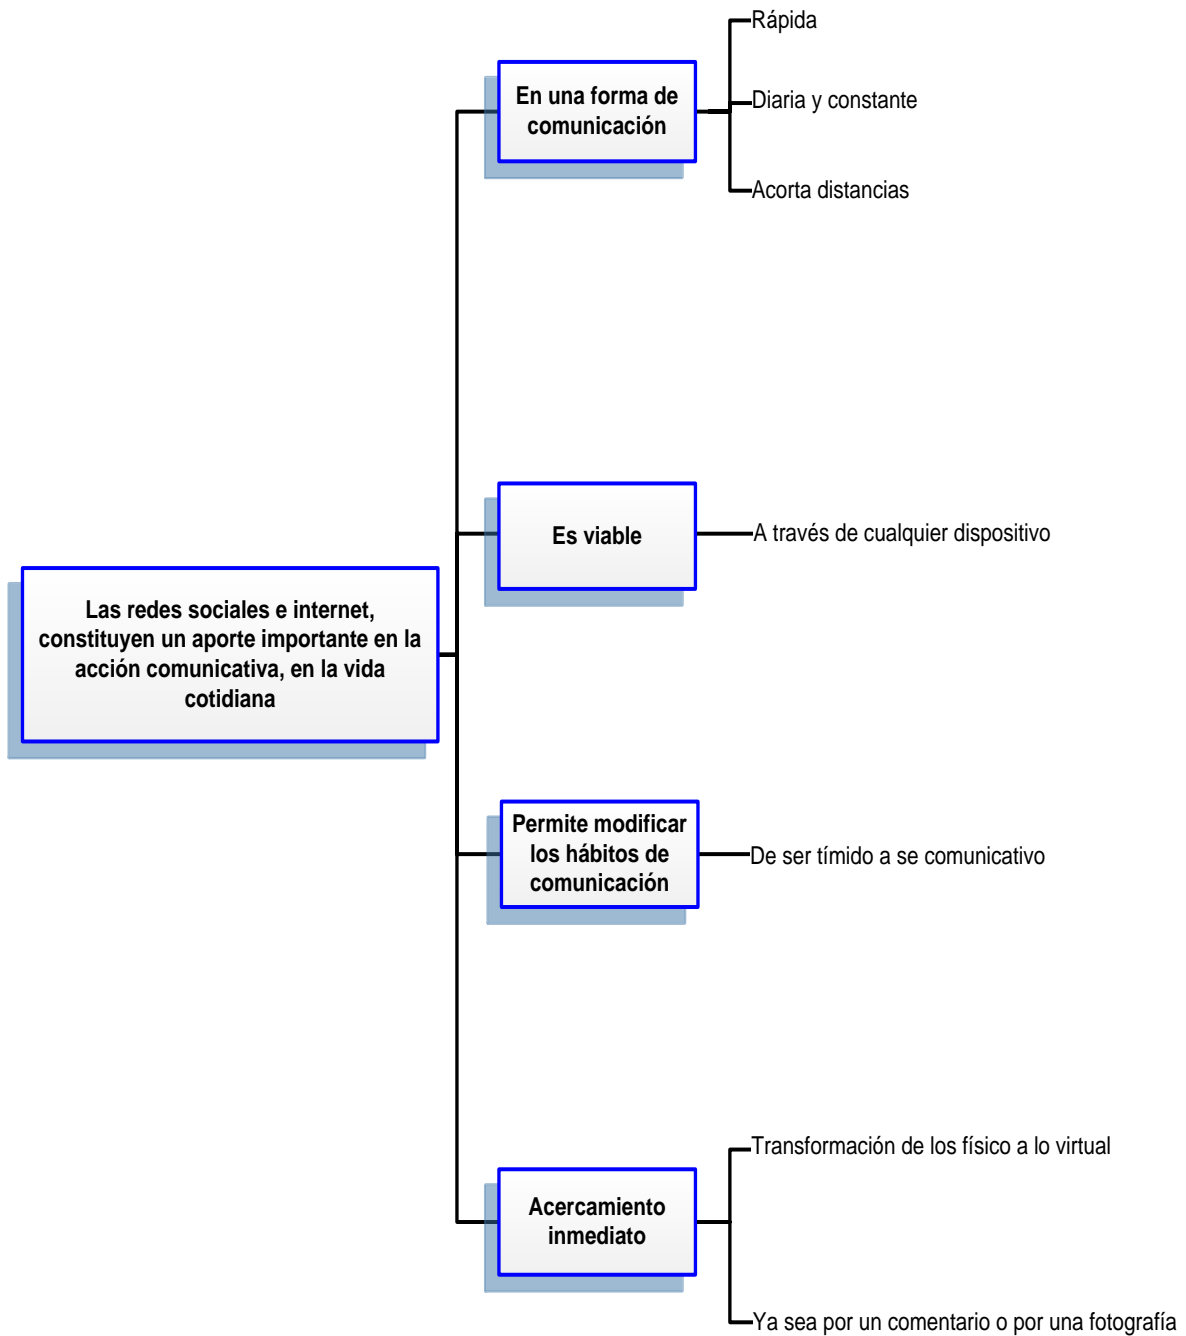 Rápida
En una forma de
comunicación
Diaria y constante
Acorta distancias
Es viable
A través de cualquier dispositivo
Las redes sociales e internet,
constituyen un aporte importante en la
acción comunicativa, en la vida
cotidiana
Permite modificar
los hábitos de
comunicación
De ser tímido a se comunicativo
Acercamiento
inmediato
Transformación de los físico a lo virtual
Ya sea por un comentario o por una fotografía